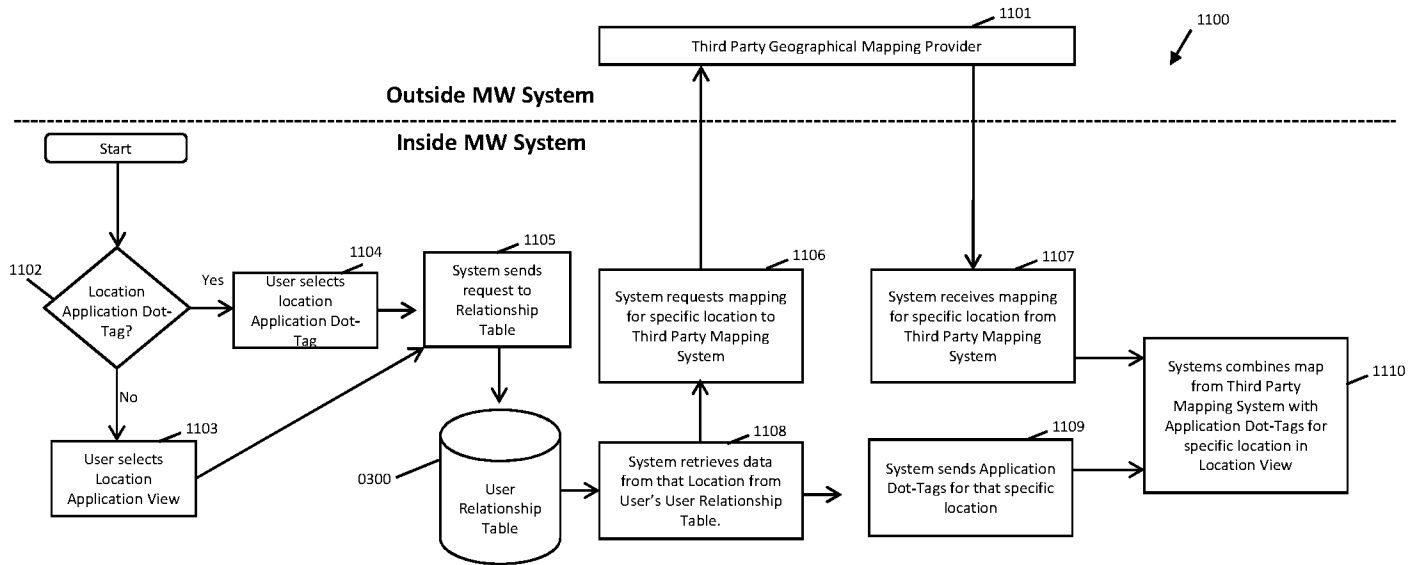 1101
1100
Third Party Geographical Mapping Provider
Outside MW System
Inside MW System
Start
1102
Location
Application Dot-
Tag?
Yes
No
1104
User selects
location
Application Dot-
Tag
1103
User selects
Location
Application View
1105
System sends
request to
Relationship
Table
0300
User
Relationship
Table
1106
System requests mapping
for specific location to
Third Party Mapping
System
1108
System retrieves data
from that Location from
User's User Relationship
Table.
1107
System receives mapping
for specific location from
Third Party Mapping
System
1109
System sends Application
Dot-Tags for that specific
location
1110
Systems combines map
from Third Party
Mapping System with
Application Dot-Tags for
specific location in
Location View